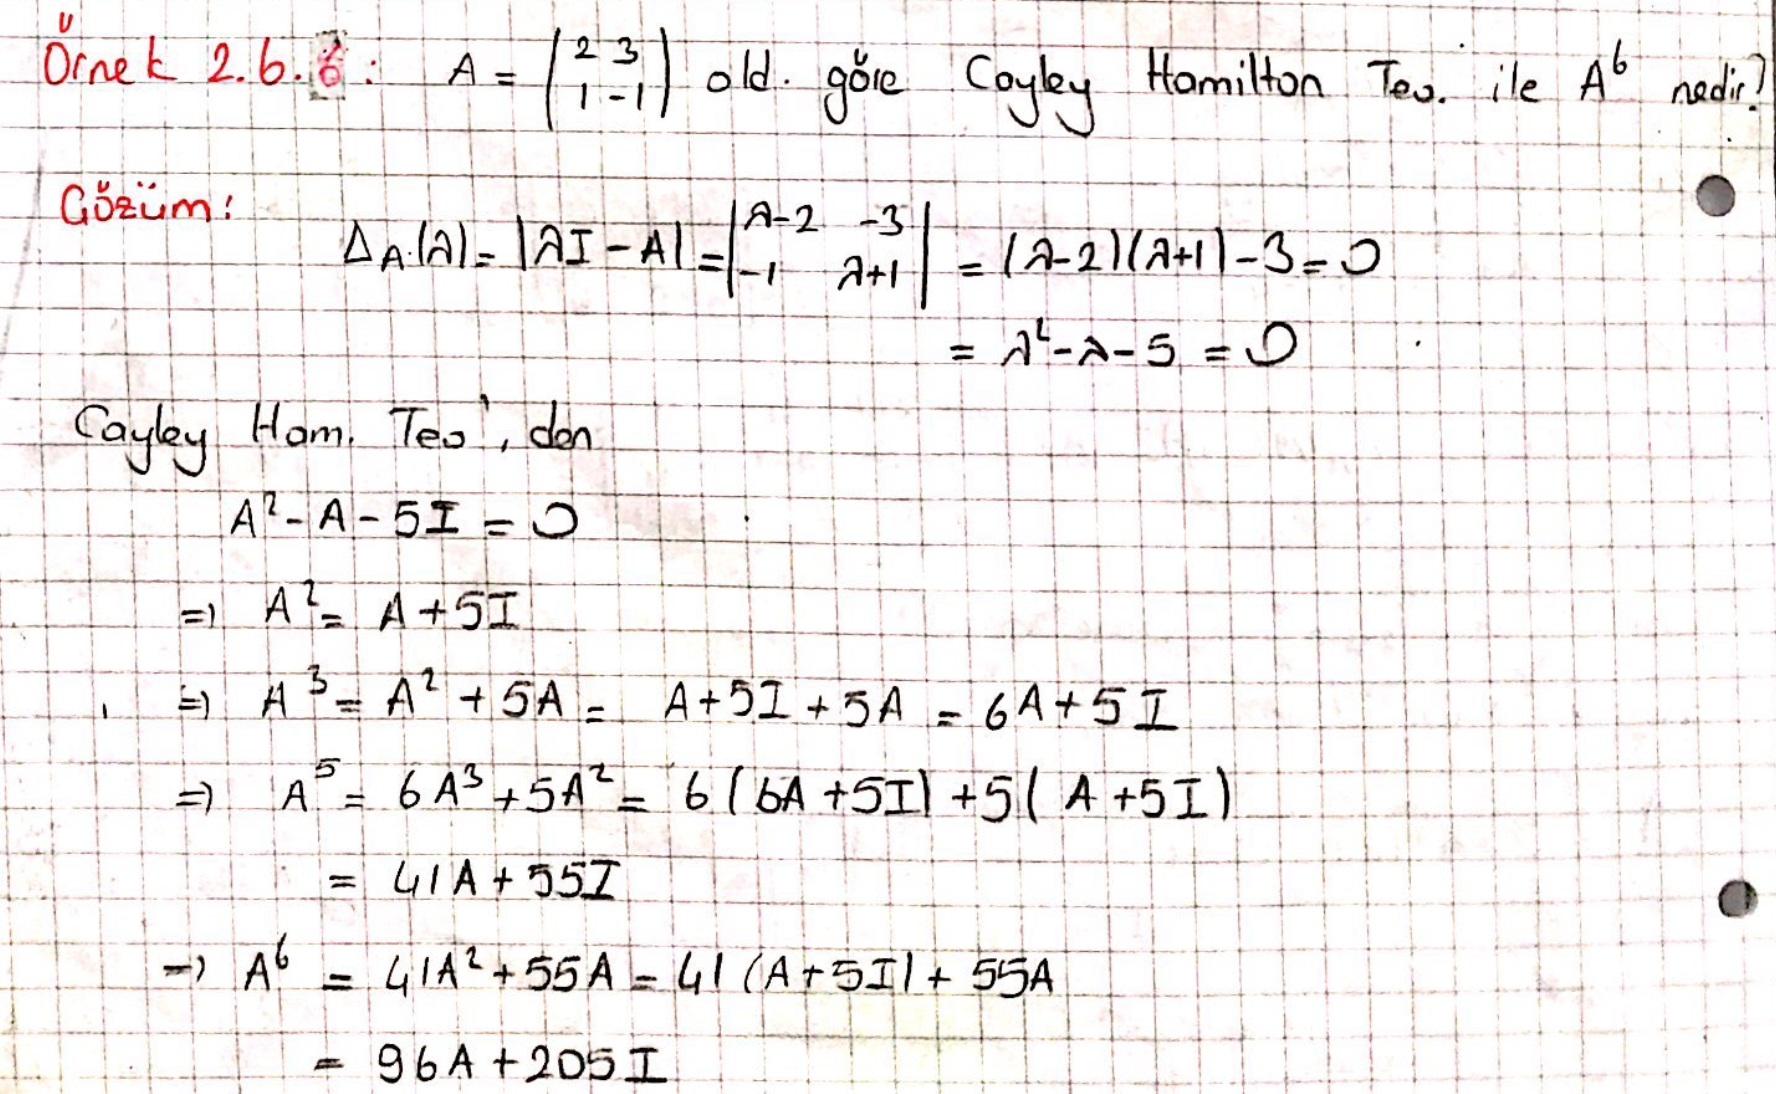 Örnek 2.6.6: A = (2 3 / 1 -1) old. göre Cayley Hamilton Teo. ile A⁶ nedir?
Çözüm:
Δ_A(λ) = |λI - A| = |λ-2 -3 / -1 λ+1| = (λ-2)(λ+1) - 3 = 0
= λ² - λ - 5 = 0
Cayley Ham. Teo', den
A² - A - 5I = 0
=> A² = A + 5I
=> A³ = A² + 5A = A + 5I + 5A = 6A + 5I
=> A⁵ = 6A³ + 5A² = 6(6A + 5I) + 5(A + 5I)
= 41A + 55I
=> A⁶ = 41A² + 55A = 41(A + 5I) + 55A
= 96A + 205I